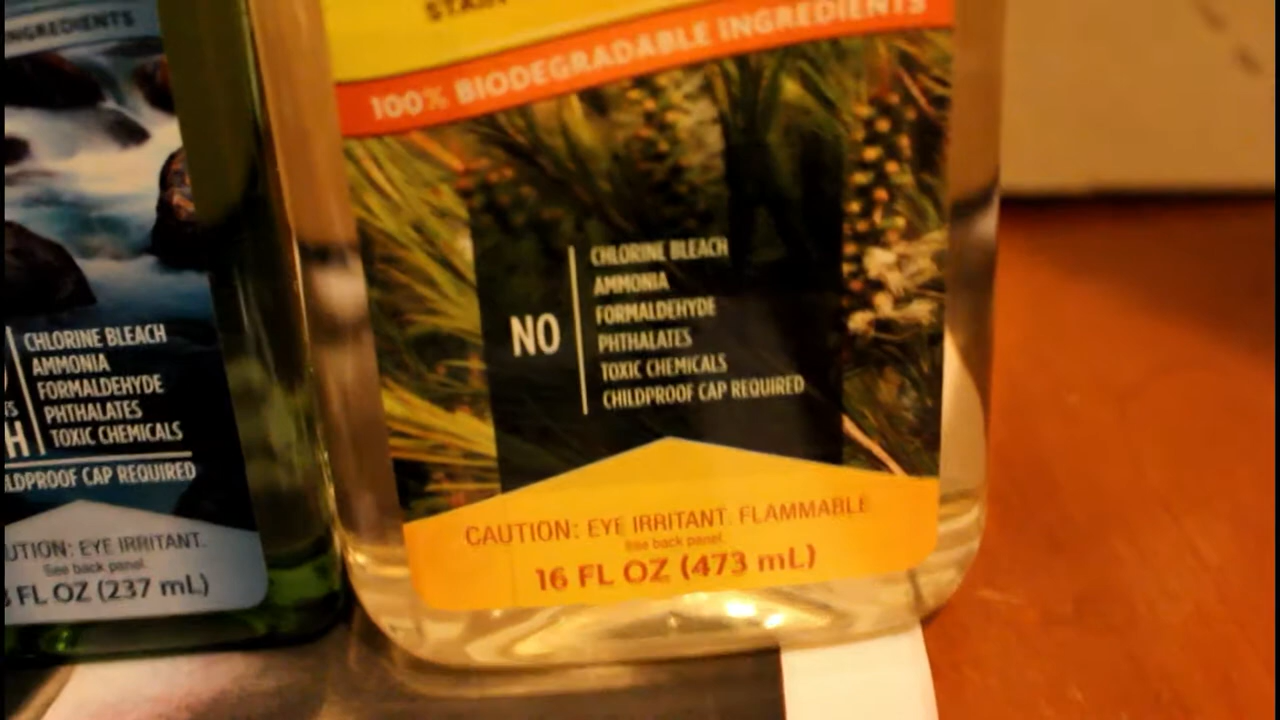 NGREDIENTS
CHLORINE BLEACH
AMMONIA
FORMALDEHYDE
PHTHALATES
TOXIC CHEMICALS
LDPROOF CAP REQUIRED
UTION: EYE IRRITANT.
See back panel.
FL OZ (237 mL)
STAIN
100% BIODEGRADABLE INGREDIENTS
NO
CHLORINE BLEACH
AMMONIA
FORMALDEHYDE
PHTHALATES
TOXIC CHEMICALS
CHILDPROOF CAP REQUIRED
CAUTION: EYE IRRITANT. FLAMMABLE
See back panel.
16 FL OZ (473 mL)